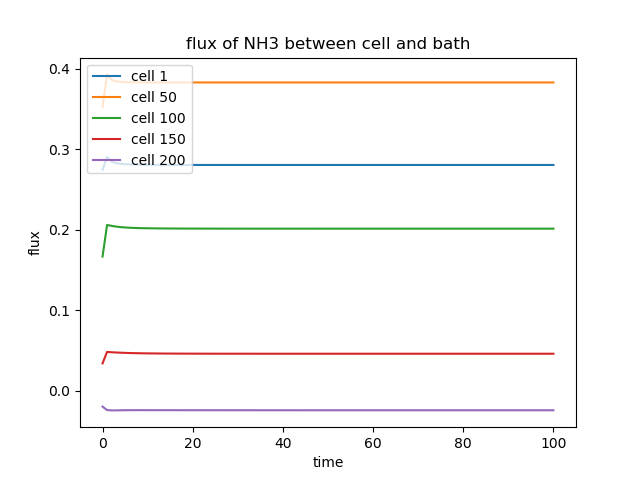 flux of NH3 between cell and bath
cell 1
cell 50
cell 100
cell 150
cell 200
flux
0.4
0.3
0.2
0.1
0.0
0
20
40
60
80
100
time